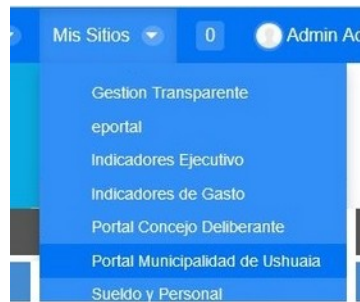 Mis Sitios
0
Admin
Gestion Transparente
eportal
Indicadores Ejecutivo
Indicadores de Gasto
Portal Concejo Deliberante
Portal Municipalidad de Ushuaia
Sueldo y Personal